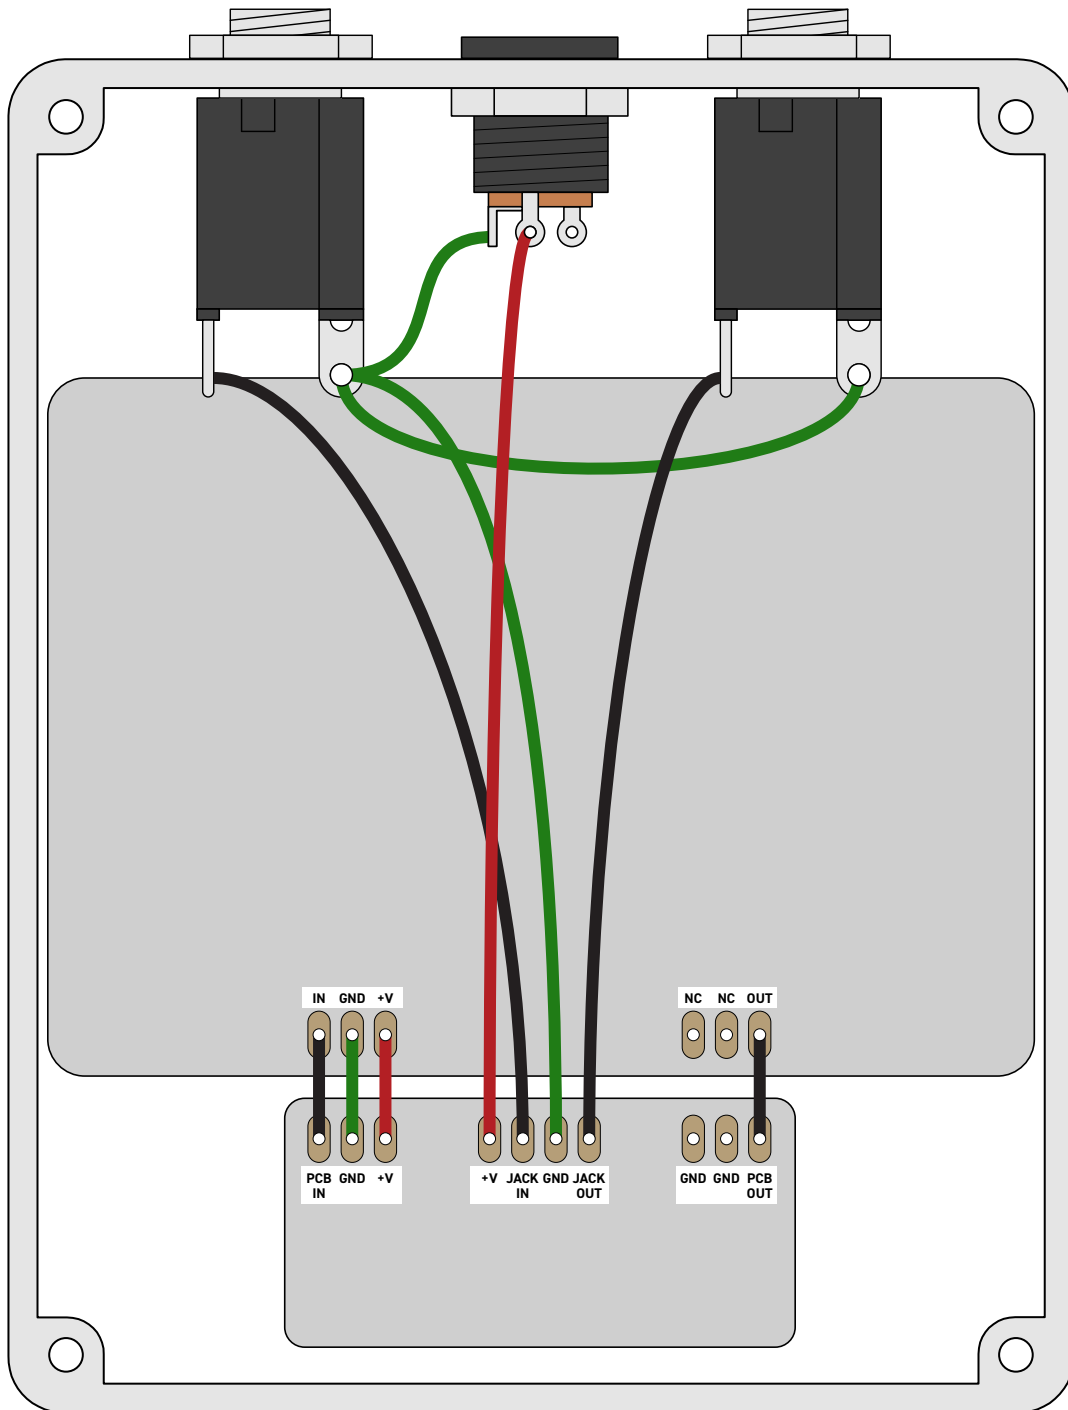 IN GND +V
NC NC OUT
PCB IN GND +V
+V JACK IN GND JACK OUT
GND GND PCB OUT